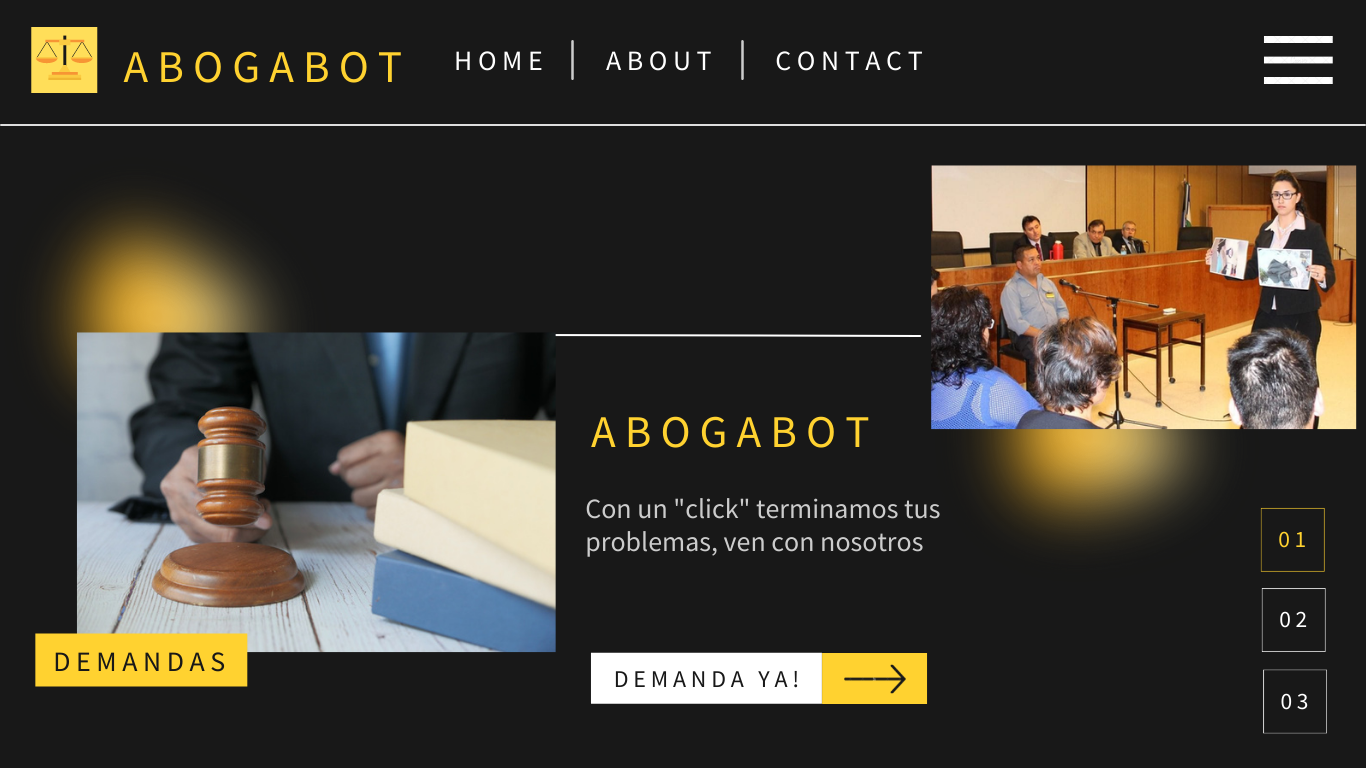 ABOGABOT
HOME
ABOUT
CONTACT
ABOGABOT
Con un "click" terminamos tus
problemas, ven con nosotros
DEMANDAS
DEMANDA YA!
01
02
03